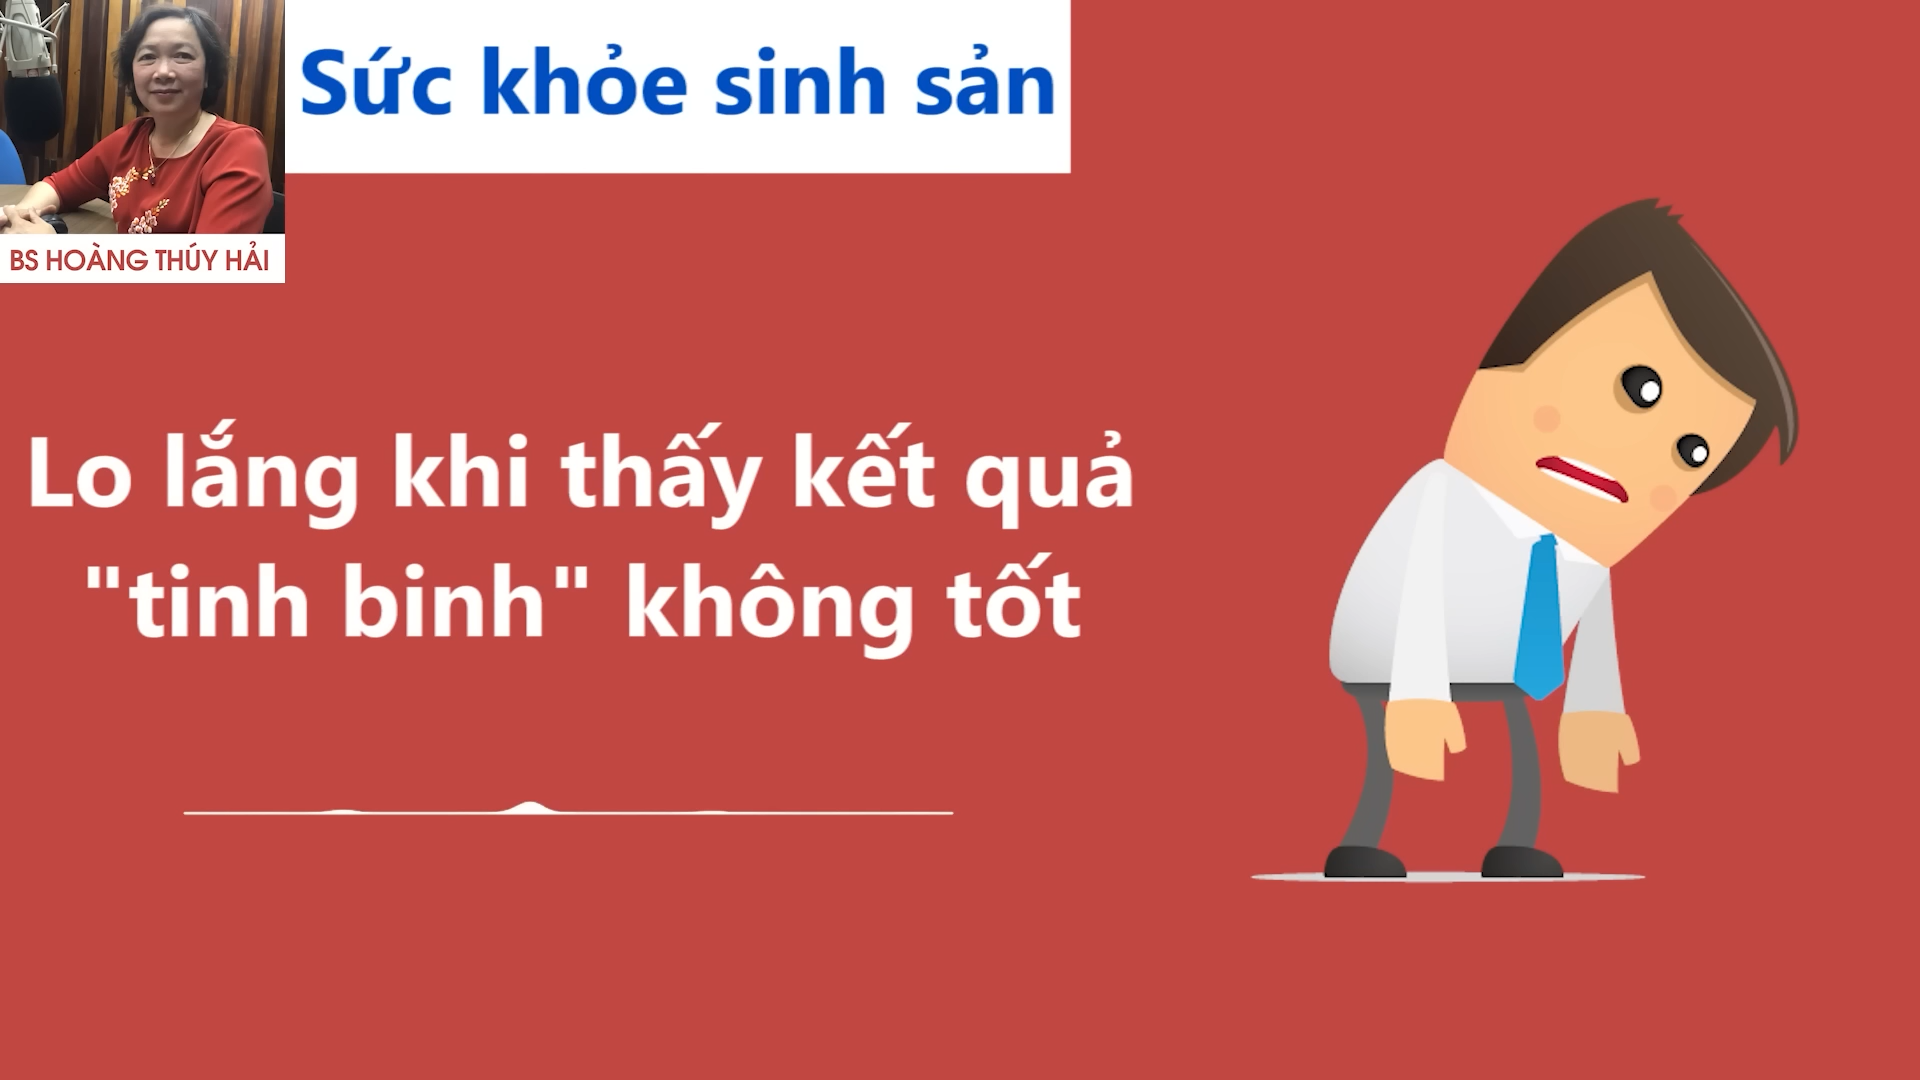 Sức khỏe sinh sản
BS HOÀNG THÚY HẢI
Lo lắng khi thấy kết quả
"tinh binh" không tốt